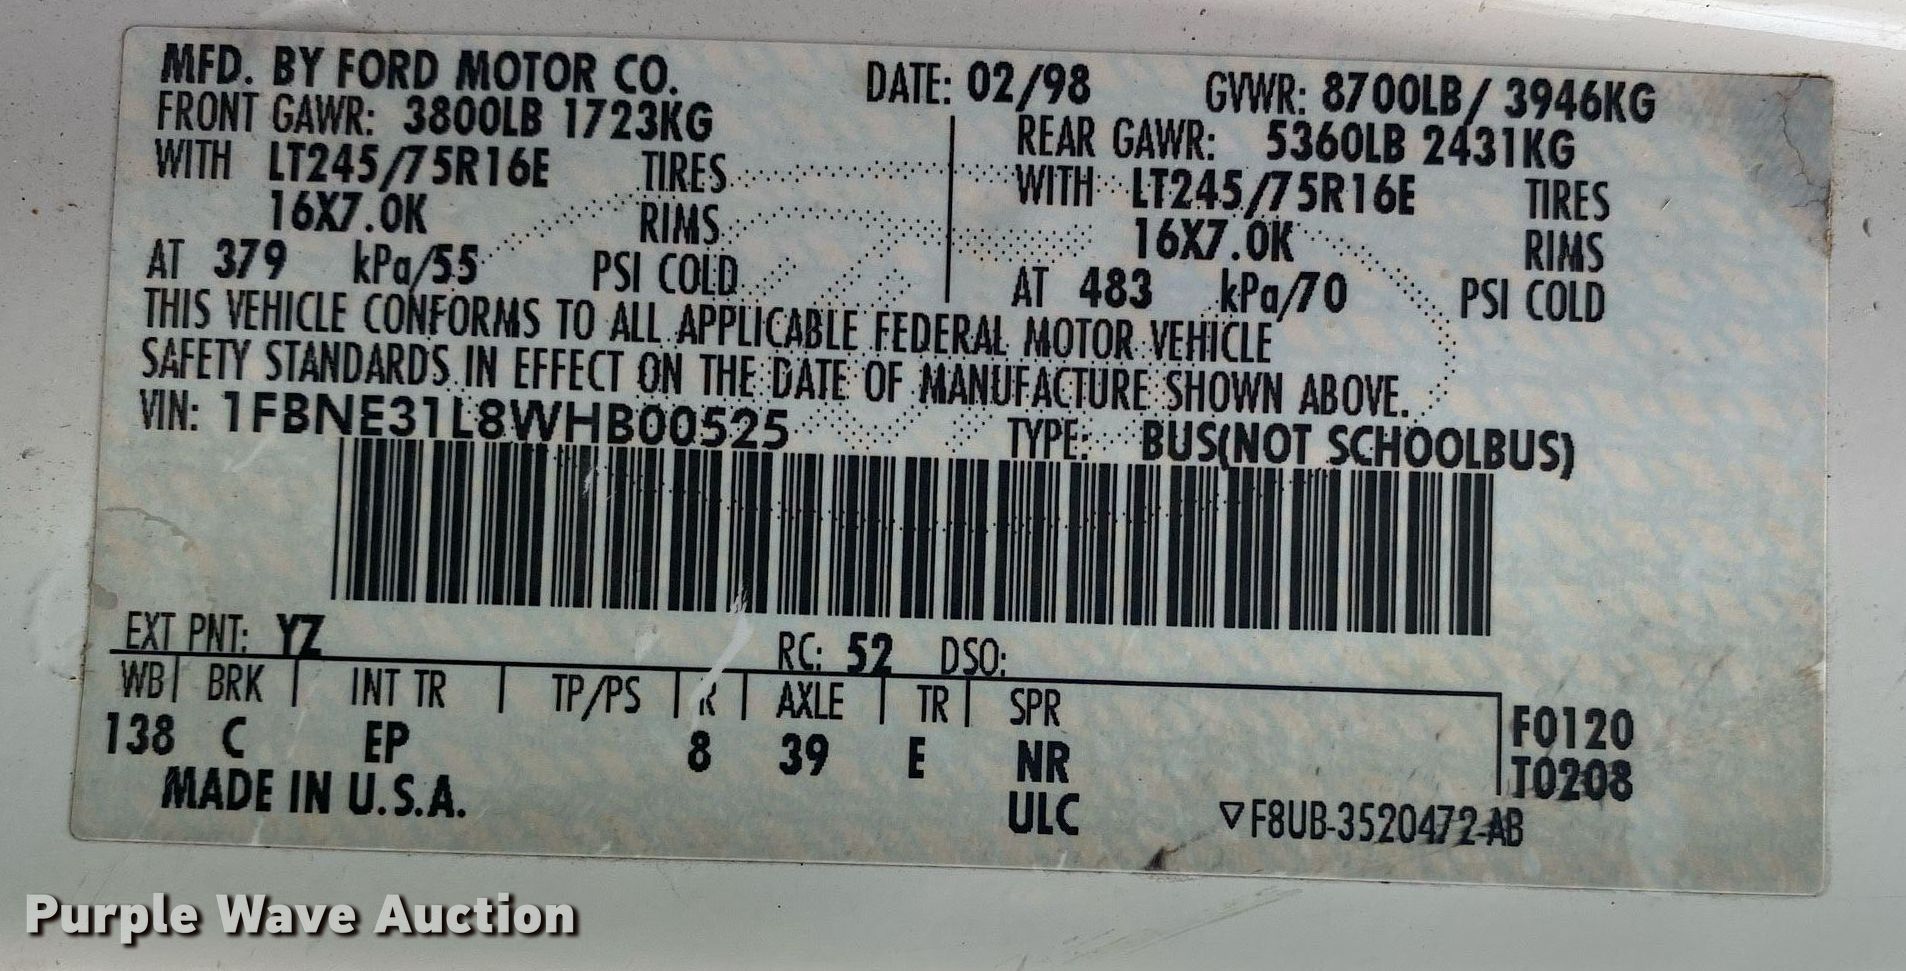 MFD. BY FORD MOTOR CO. DATE: 02/98 GVWR: 8700LB/ 3946KG
FRONT GAWR: 3800LB 1723KG REAR GAWR: 5360LB 2431KG
WITH LT245/75R16E TIRES WITH LT245/75R16E TIRES
16X7.0K RIMS 16X7.0K RIMS
AT 379 kPa/55 PSI COLD AT 483 kPa/70 PSI COLD
THIS VEHICLE CONFORMS TO ALL APPLICABLE FEDERAL MOTOR VEHICLE
SAFETY STANDARDS IN EFFECT ON THE DATE OF MANUFACTURE SHOWN ABOVE.
VIN: 1FBNE31L8WHB00525 TYPE: BUS(NOT SCHOOLBUS)
EXT PNT: YZ RC: 52 DSO:
WB | BRK | INT TR | TP/PS | R | AXLE | TR | SPR
138 C EP 8 39 E NR F0120
MADE IN U.S.A. ULC T0208
▽F8UB-3520472-AB
Purple Wave Auction